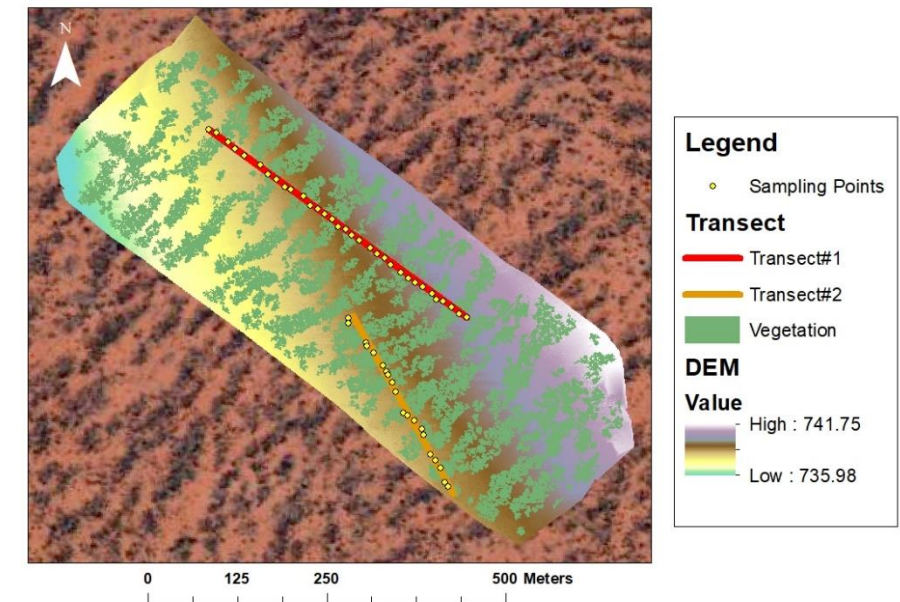 N
Legend
Sampling Points
Transect
Transect#1
Transect#2
Vegetation
DEM
Value
High : 741.75
Low : 735.98
0 125 250 500 Meters